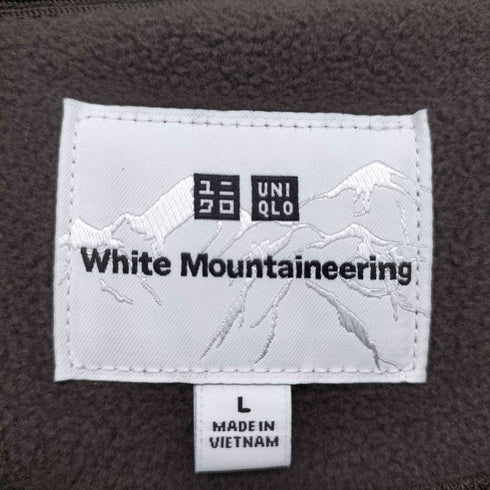 ユニ UNI
クロ QLO
White Mountaineering
L
MADE IN
VIETNAM